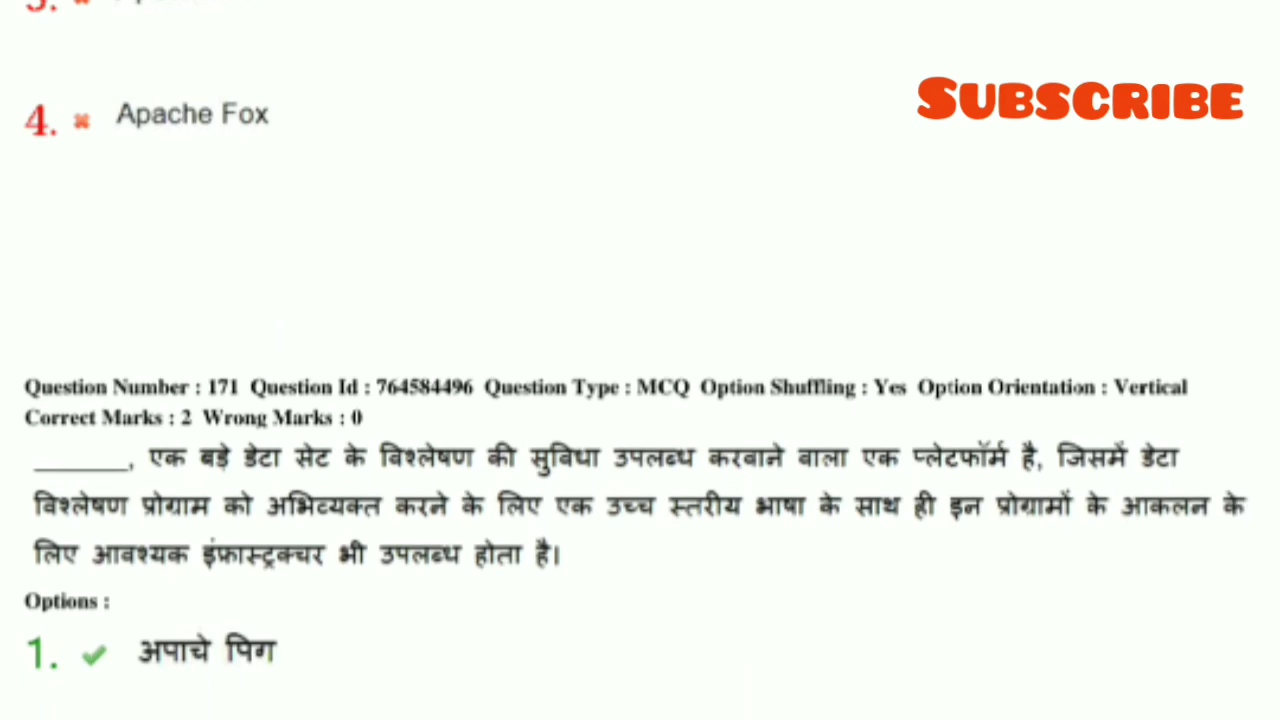 3.
4. Apache Fox
SUBSCRIBE
Question Number : 171 Question Id : 764584496 Question Type : MCQ Option Shuffling : Yes Option Orientation : Vertical
Correct Marks : 2 Wrong Marks : 0
______, एक बड़े डेटा सेट के विश्लेषण की सुविधा उपलब्ध करवाने वाला एक प्लेटफॉर्म है, जिसमें डेटा
विश्लेषण प्रोग्राम को अभिव्यक्त करने के लिए एक उच्च स्तरीय भाषा के साथ ही इन प्रोग्रामों के आकलन के
लिए आवश्यक इंफ्रास्ट्रक्चर भी उपलब्ध होता है।
Options :
1. अपाचे पिग